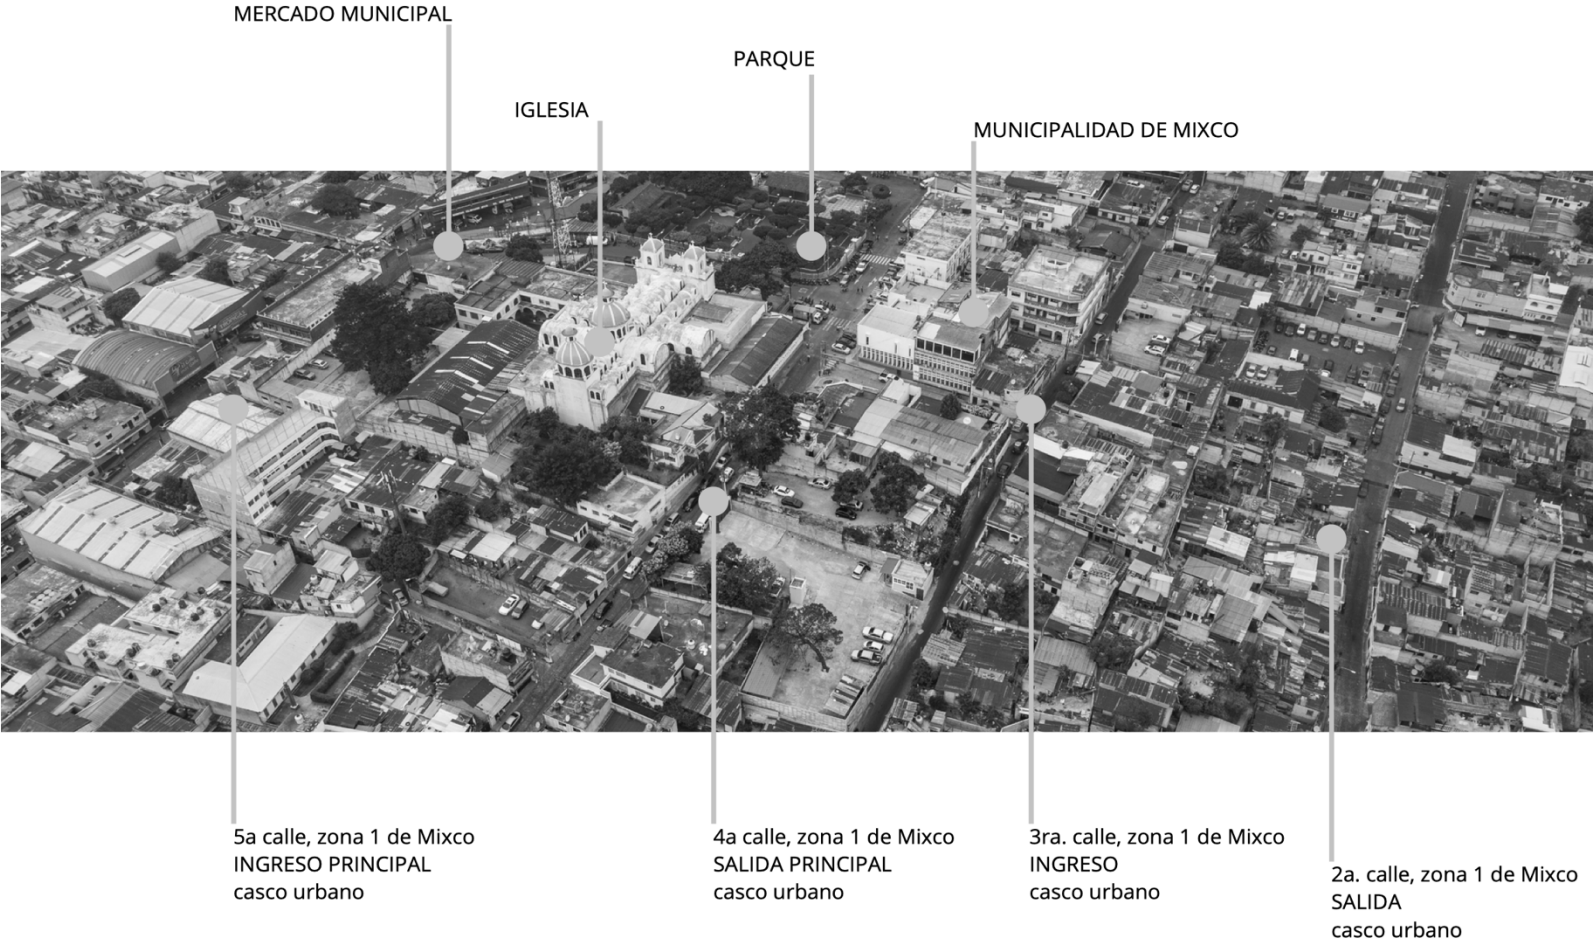 MERCADO MUNICIPAL
PARQUE
IGLESIA
MUNICIPALIDAD DE MIXCO
5a calle, zona 1 de Mixco
INGRESO PRINCIPAL
casco urbano
4a calle, zona 1 de Mixco
SALIDA PRINCIPAL
casco urbano
3ra. calle, zona 1 de Mixco
INGRESO
casco urbano
2a. calle, zona 1 de Mixco
SALIDA
casco urbano